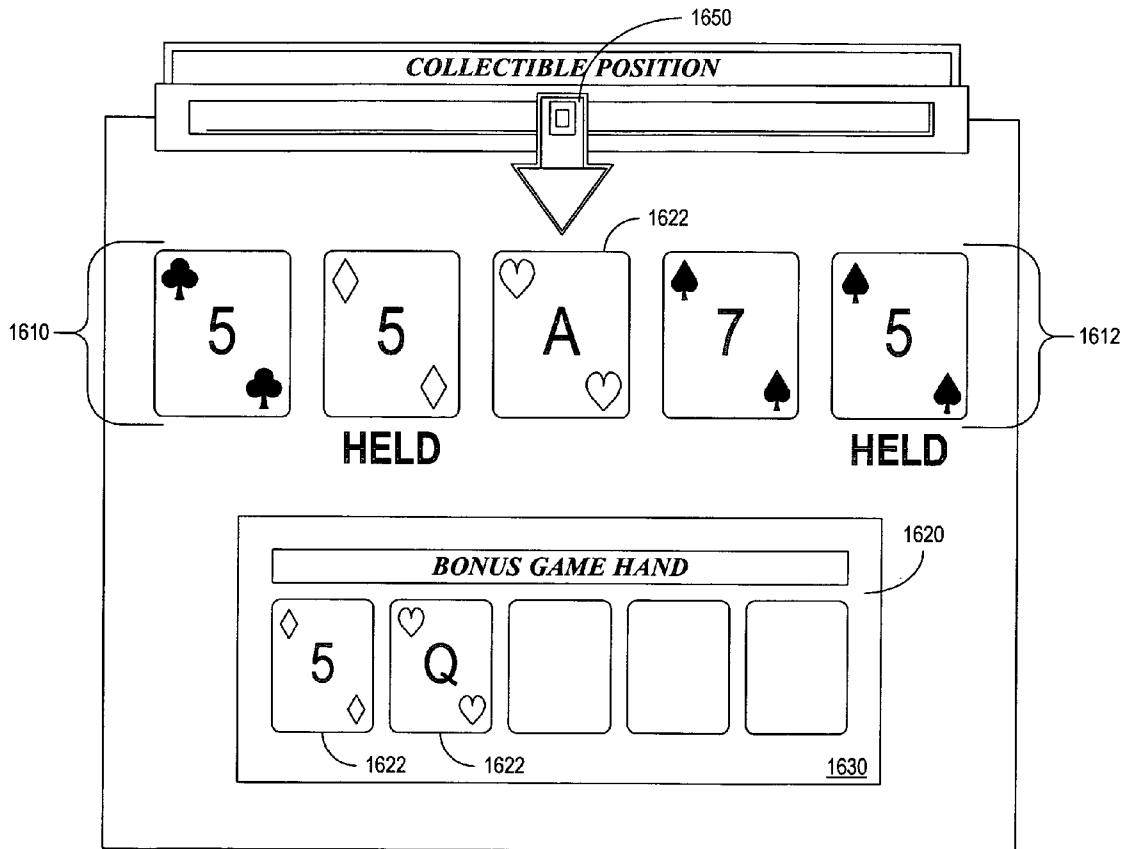 1650
COLLECTIBLE POSITION
1622
1610
5 5 A 7 5
1612
HELD HELD
1620
BONUS GAME HAND
5 Q
1622 1622
1630